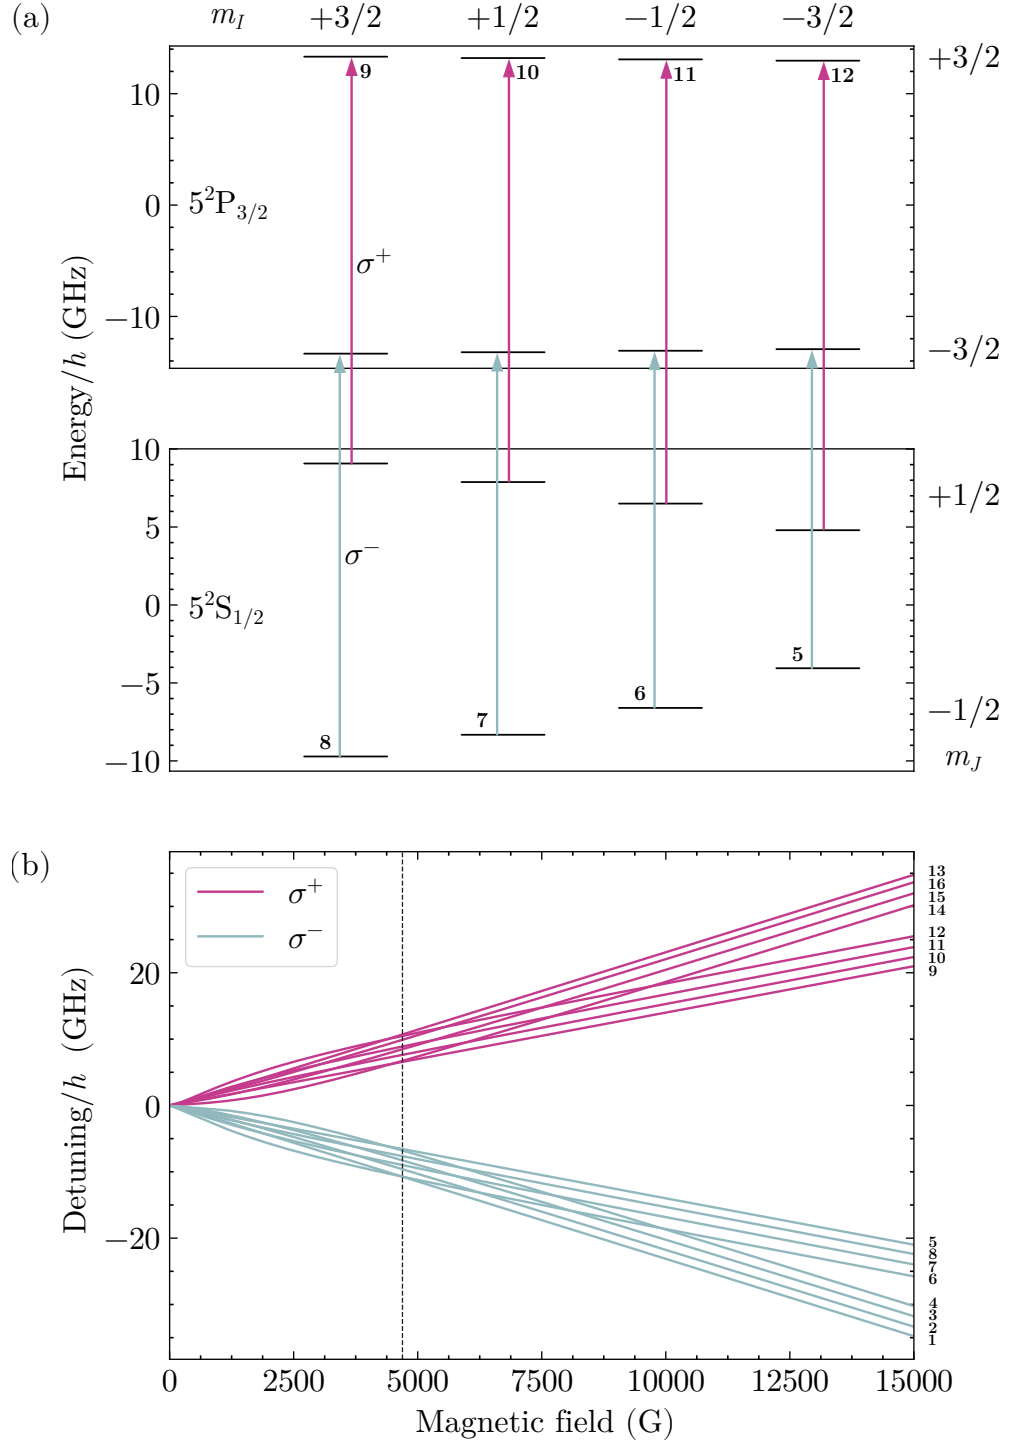 (a)
m_I +3/2 +1/2 −1/2 −3/2
9 10 11 12
+3/2
10
5²P₃/₂
0
σ⁺
−10
−3/2
Energy/h (GHz)
10
+1/2
5
σ⁻
5²S₁/₂
0
5
−5
6
7
8
−1/2
−10
m_J
(b)
σ⁺
σ⁻
13
16
15
14
12
11
10
9
20
0
−20
Detuning/h (GHz)
5
8
7
6
4
3
2
1
0 2500 5000 7500 10000 12500 15000
Magnetic field (G)